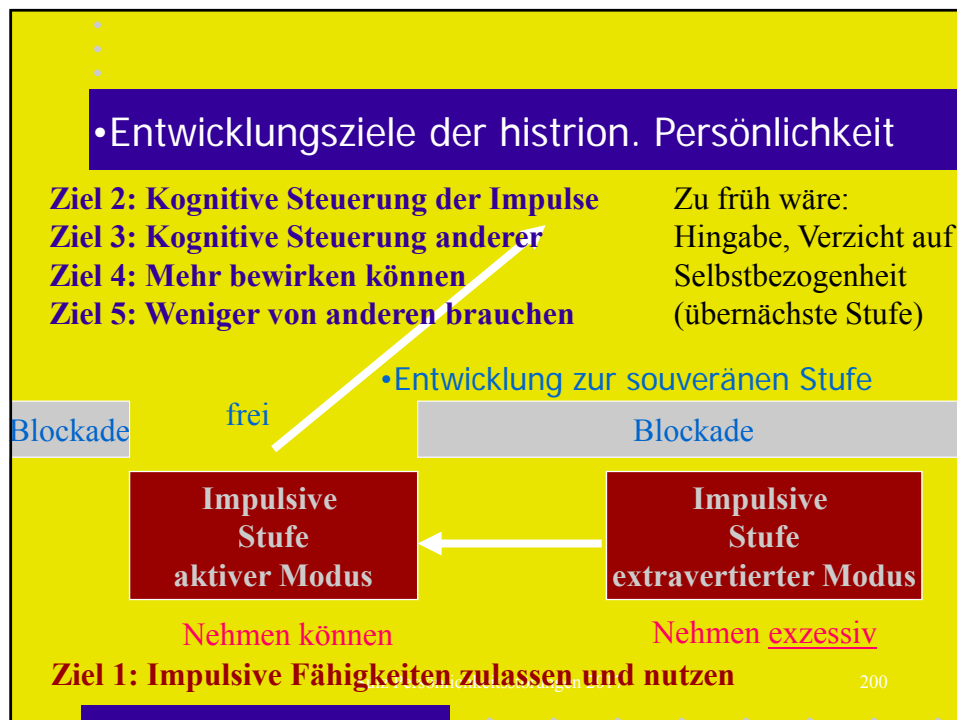 •Entwicklungsziele der histrion. Persönlichkeit
Ziel 2: Kognitive Steuerung der Impulse
Ziel 3: Kognitive Steuerung anderer
Ziel 4: Mehr bewirken können
Ziel 5: Weniger von anderen brauchen
Zu früh wäre:
Hingabe, Verzicht auf
Selbstbezogenheit
(übernächste Stufe)
•Entwicklung zur souveränen Stufe
Blockade
frei
Blockade
Impulsive
Stufe
aktiver Modus
Impulsive
Stufe
extravertierter Modus
Nehmen können
Nehmen exzessiv
Ziel 1: Impulsive Fähigkeiten zulassen und nutzen
Persönlichkeitsstörungen
200